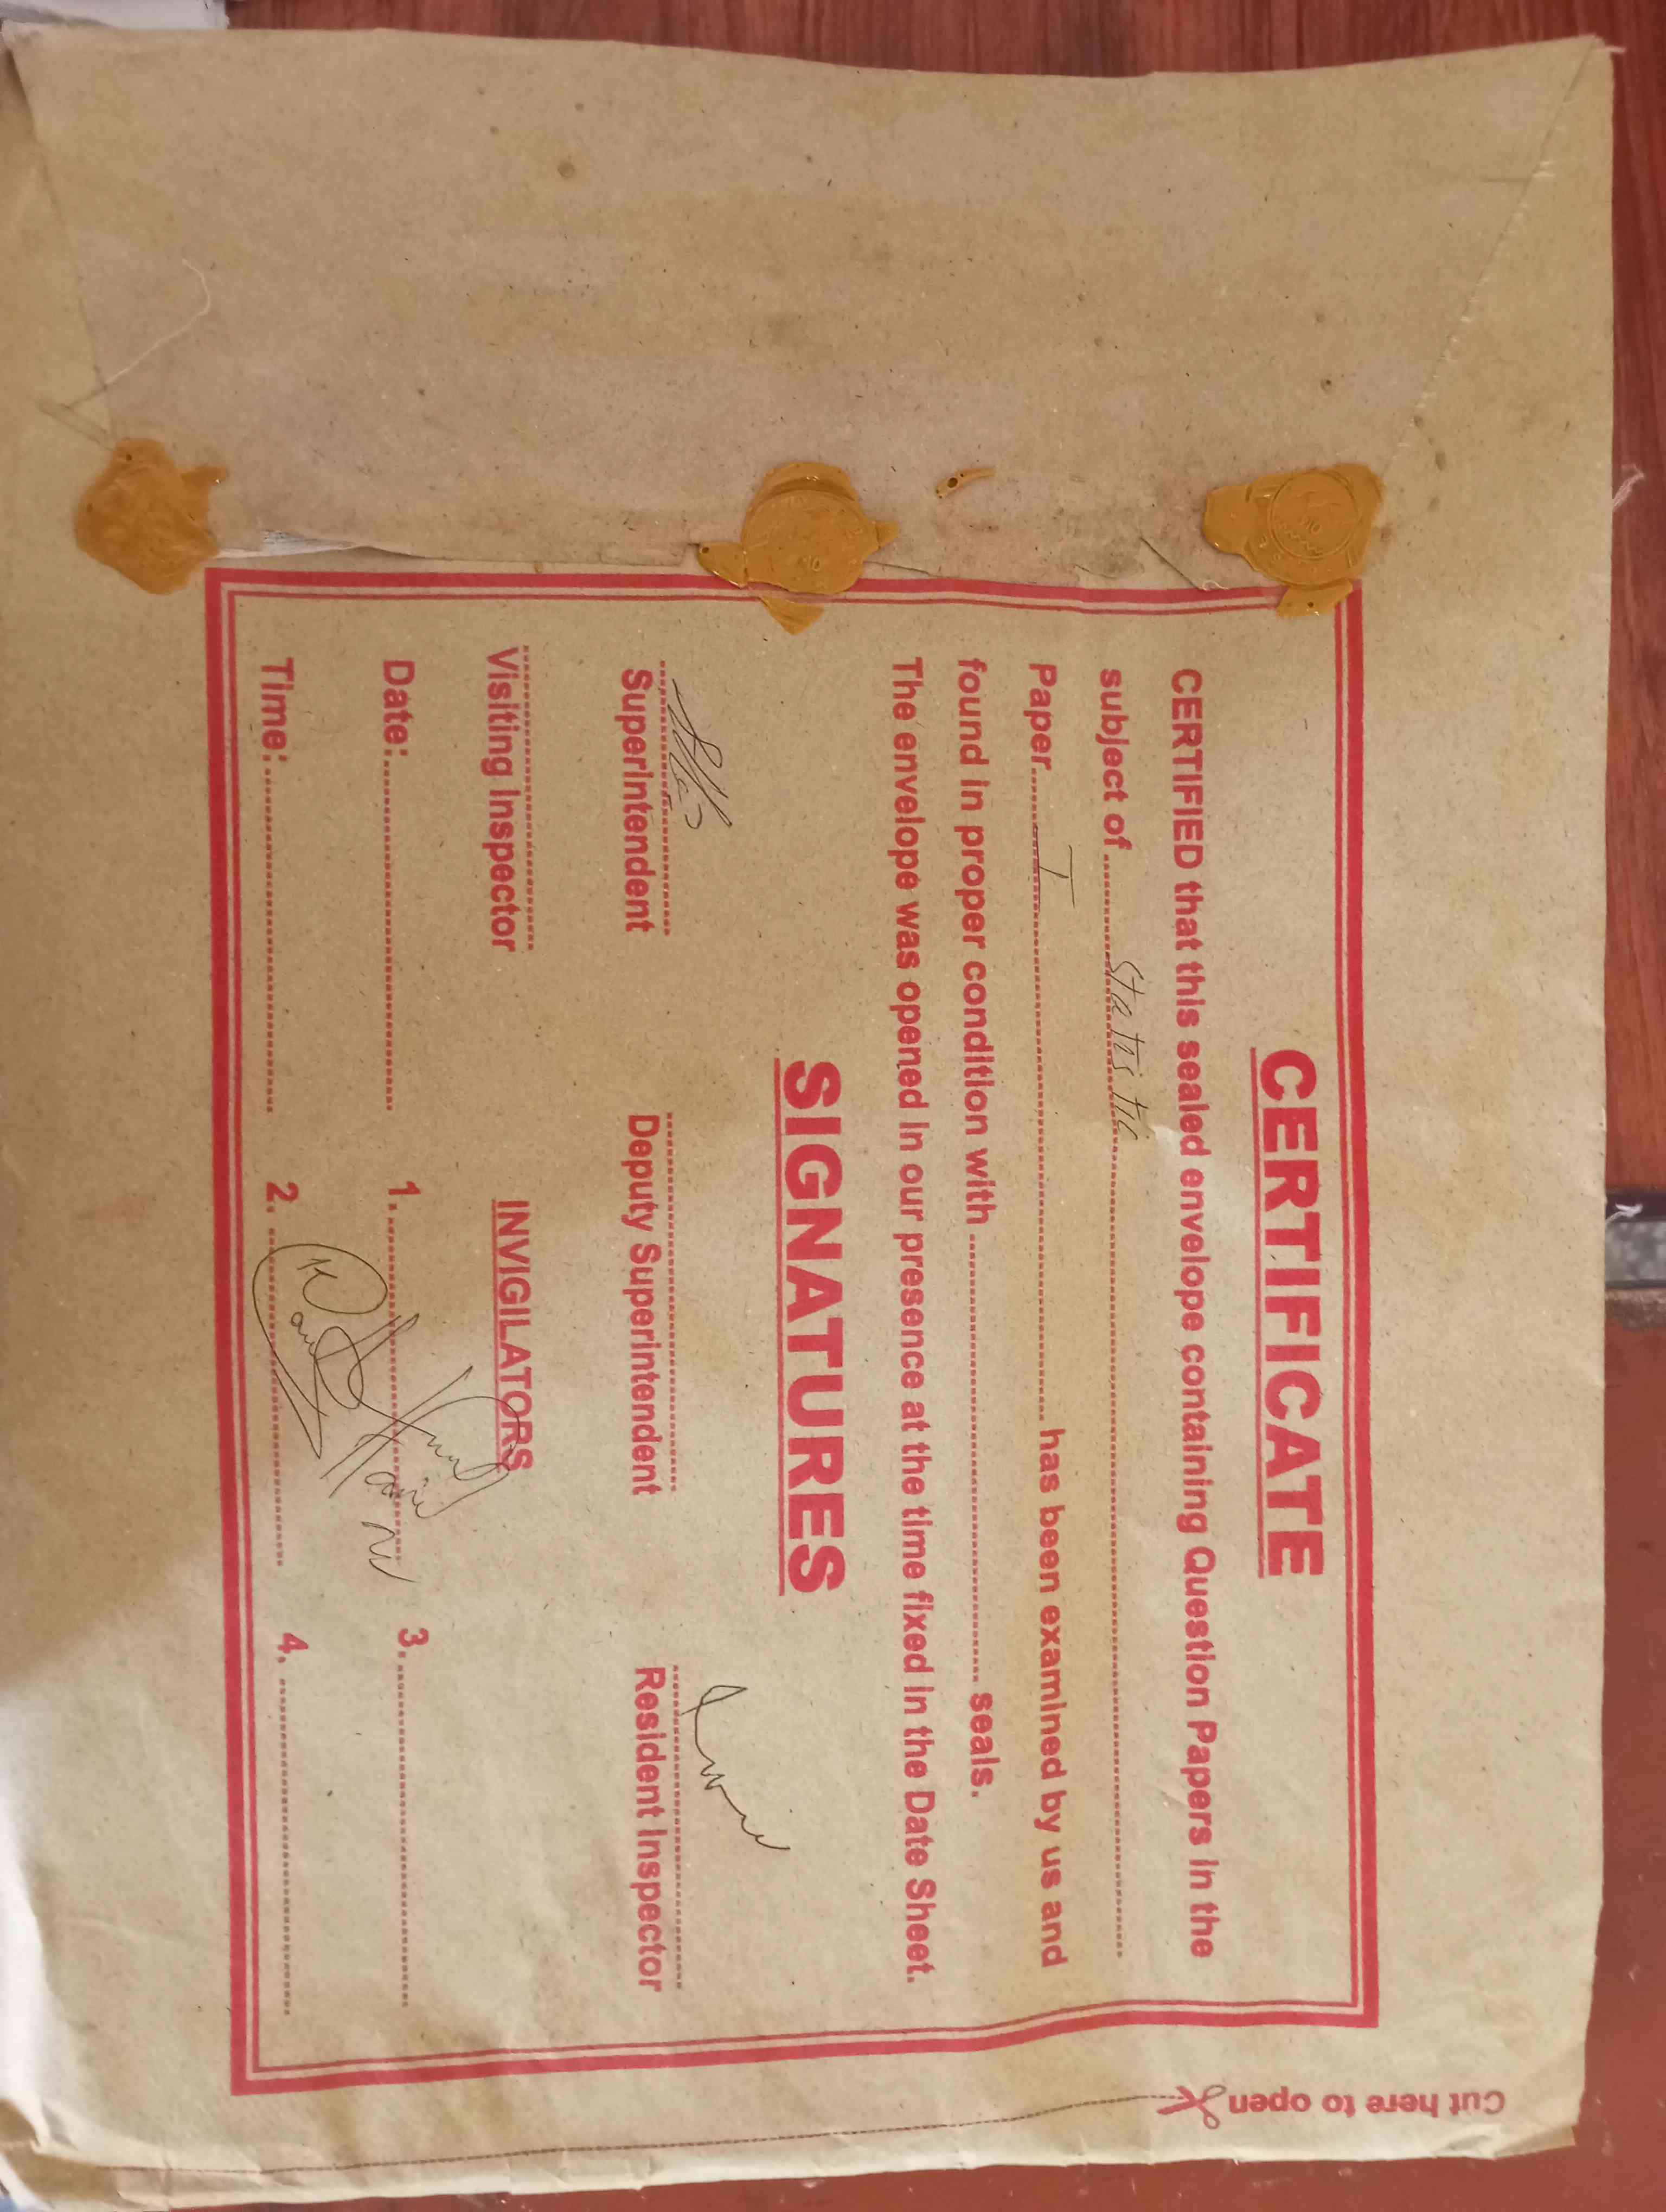 CERTIFICATE
CERTIFIED that this sealed envelope containing Question Papers in the
subject of ........ Statistic ........
Paper ........ I ........ has been examined by us and
found in proper condition with ................ seals.
The envelope was opened in our presence at the time fixed in the Date Sheet.
SIGNATURES
Superintendent Deputy Superintendent Resident Inspector
Visiting Inspector INVIGILATORS
Date: ................ 1. ................ 3. ................
Time: ................ 2. ................ 4. ................
Cut here to open